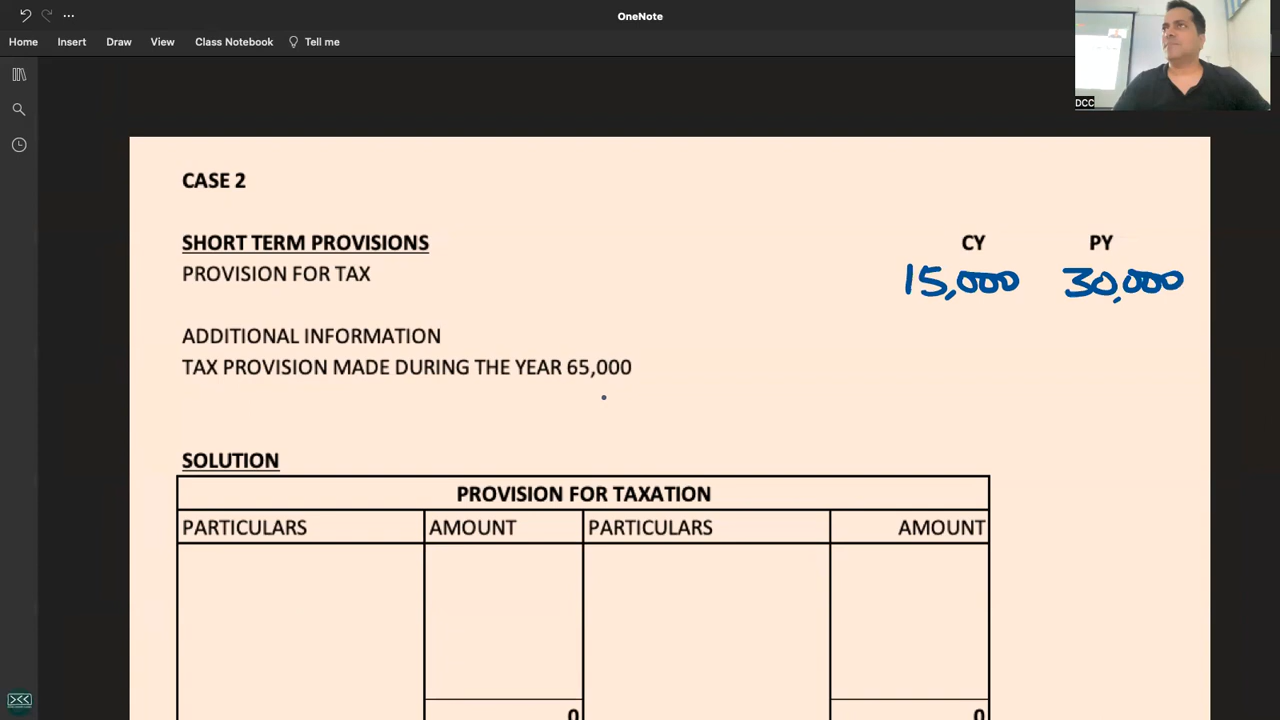 OneNote
Home Insert Draw View Class Notebook Tell me
DCC
CASE 2
SHORT TERM PROVISIONS CY PY
PROVISION FOR TAX 15,000 30,000
ADDITIONAL INFORMATION
TAX PROVISION MADE DURING THE YEAR 65,000
SOLUTION
PROVISION FOR TAXATION
PARTICULARS AMOUNT PARTICULARS AMOUNT
0 0